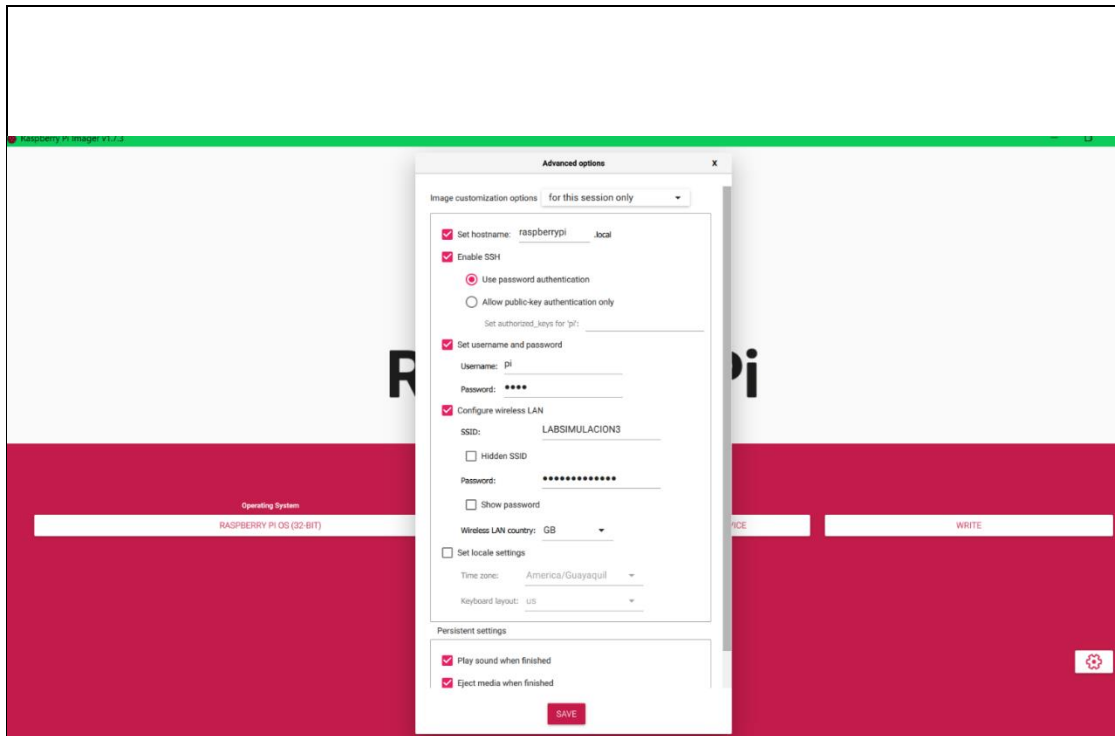 Raspberry Pi Imager v1.7.3
Advanced options X
Image customization options for this session only
Set hostname: raspberrypi .local
Enable SSH
Use password authentication
Allow public-key authentication only
Set authorized_keys for 'pi':
Set username and password
Username: pi
Password: ••••
R Pi
Configure wireless LAN
SSID: LABSIMULACION3
Hidden SSID
Password: •••••••••••••
Show password
Operating System
RASPBERRY PI OS (32-BIT)
WRITE
Wireless LAN country: GB
Set locale settings
Time zone: America/Guayaquil
Keyboard layout: us
Persistent settings
Play sound when finished
Eject media when finished
SAVE